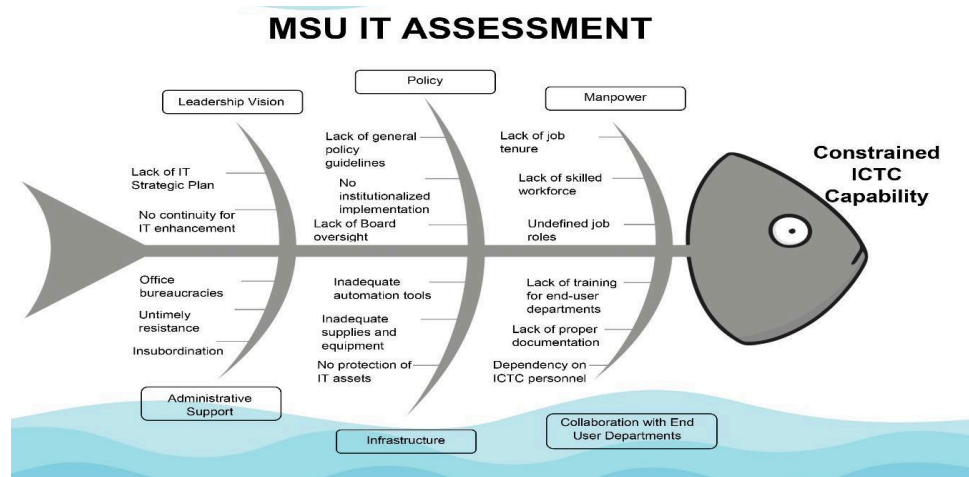 MSU IT ASSESSMENT
Leadership Vision
Lack of IT
Strategic Plan
No continuity for
IT enhancement
Policy
Lack of general
policy
guidelines
No
institutionalized
implementation
Lack of Board
oversight
Manpower
Lack of job
tenure
Lack of skilled
workforce
Undefined job
roles
Constrained
ICTC
Capability
Office
bureaucracies
Untimely
resistance
Insubordination
Administrative
Support
Inadequate
automation tools
Inadequate
supplies and
equipment
No protection of
IT assets
Infrastructure
Lack of training
for end-user
departments
Lack of proper
documentation
Dependency on
ICTC personnel
Collaboration with End
User Departments